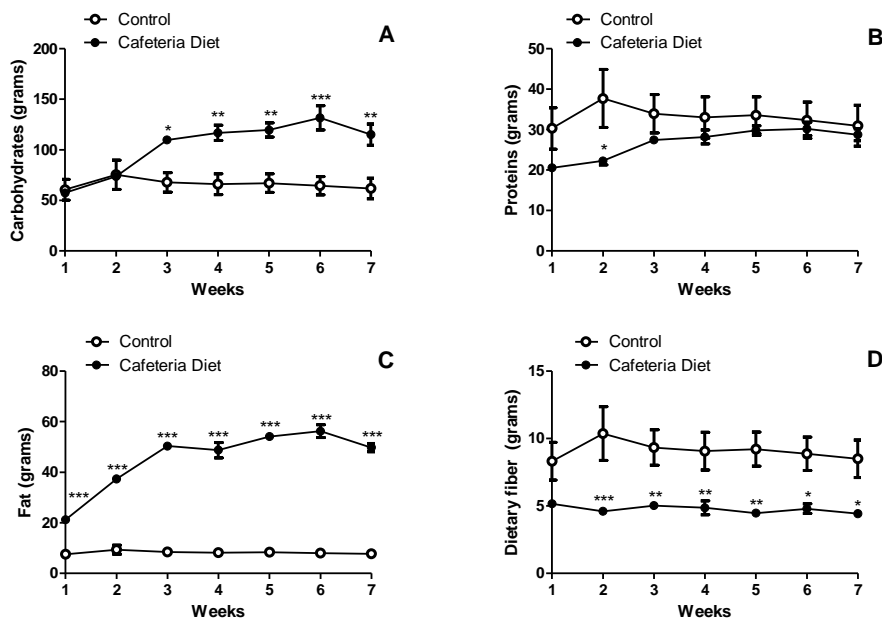 Control
Cafeteria Diet
A
Carbohydrates (grams)
200
150
100
50
0
*
**
**
***
**
1 2 3 4 5 6 7
Weeks
Control
Cafeteria Diet
B
Proteins (grams)
50
40
30
20
10
0
*
1 2 3 4 5 6 7
Weeks
Control
Cafeteria Diet
C
Fat (grams)
80
60
40
20
0
***
***
***
***
***
***
***
1 2 3 4 5 6 7
Weeks
Control
Cafeteria Diet
D
Dietary fiber (grams)
15
10
5
0
***
**
**
**
*
*
1 2 3 4 5 6 7
Weeks